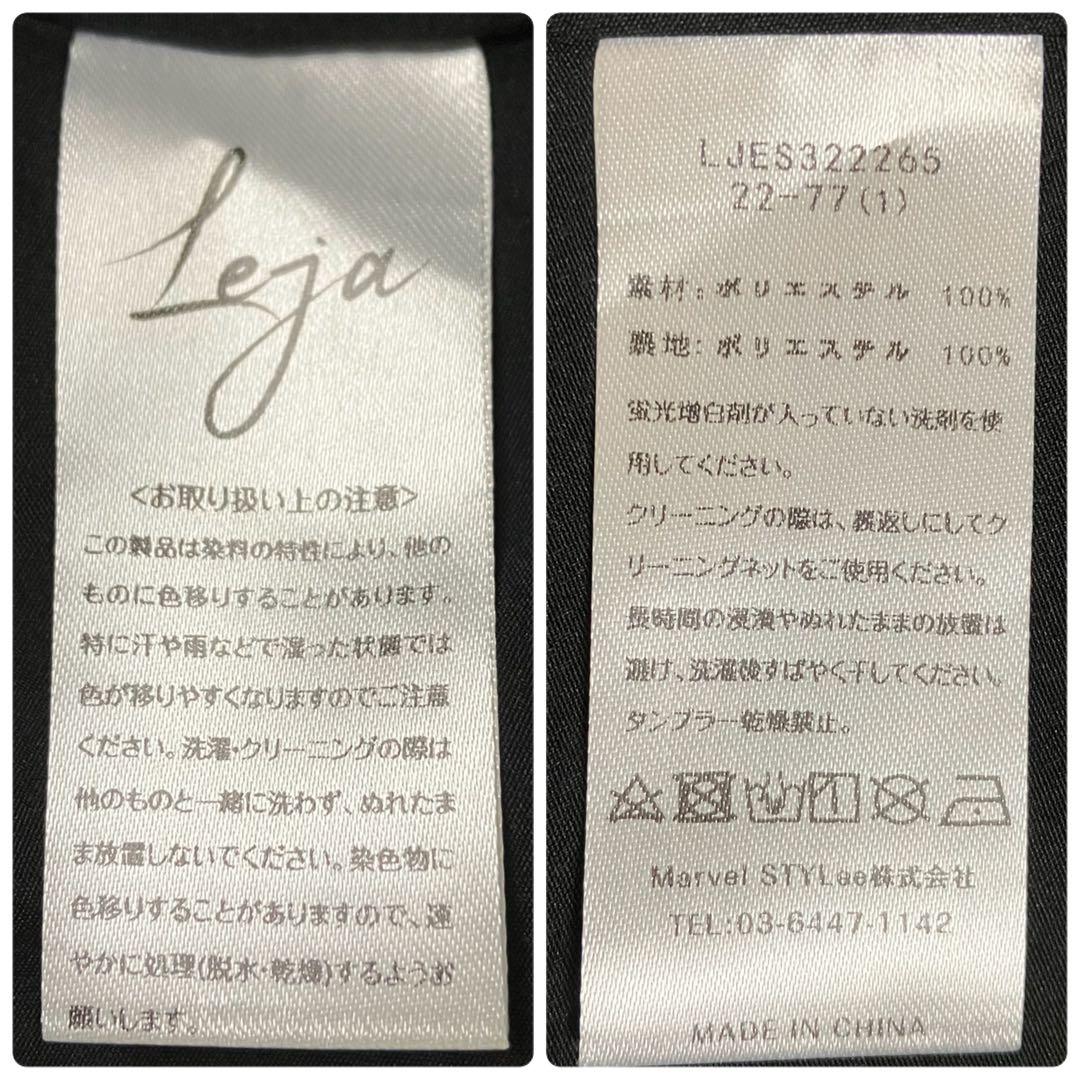 Leja
<お取り扱い上の注意>
この製品は染料の特性により、他の
ものに色移りすることがあります。
特に汗や雨などで湿った状態では
色が移りやすくなりますのでご注意
ください。洗濯・クリーニングの際は
他のものと一緒に洗わず、ぬれたま
ま放置しないでください。染色物に
色移りすることがありますので、速
やかに処理(脱水・乾燥)するようお
願いします。
LJES322265
22-77(1)
素材:ポリエステル 100%
裏地:ポリエステル 100%
蛍光増白剤が入っていない洗剤を使
用してください。
クリーニングの際は、裏返しにしてク
リーニングネットをご使用ください。
長時間の浸漬やぬれたままの放置は
避け、洗濯後すばやく干してください。
タンブラー乾燥禁止。
Marvel STYLee株式会社
TEL:03-6447-1142
MADE IN CHINA